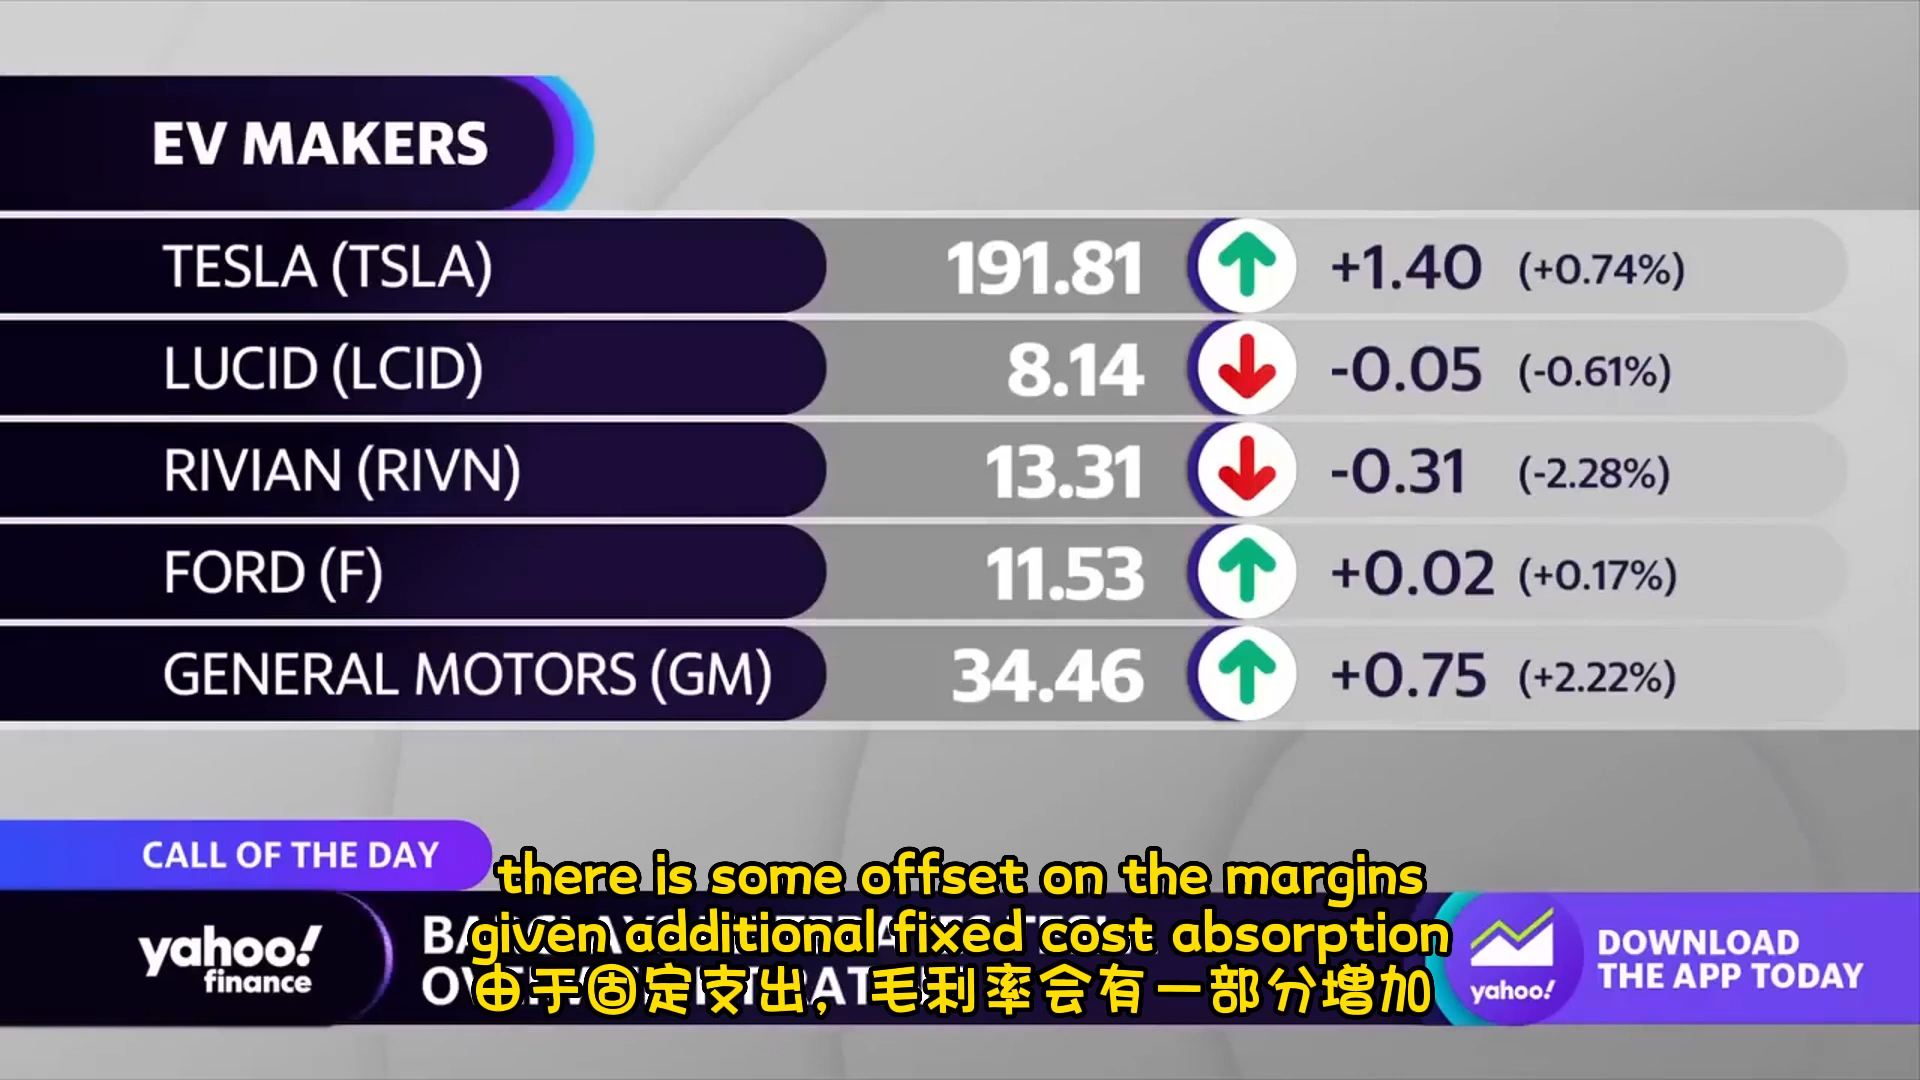 EV MAKERS
TESLA (TSLA) 191.81 +1.40 (+0.74%)
LUCID (LCID) 8.14 -0.05 (-0.61%)
RIVIAN (RIVN) 13.31 -0.31 (-2.28%)
FORD (F) 11.53 +0.02 (+0.17%)
GENERAL MOTORS (GM) 34.46 +0.75 (+2.22%)
CALL OF THE DAY
there is some offset on the margins
given additional fixed cost absorption
由于固定支出，毛利率会有一部分增加
yahoo!
finance
yahoo!
DOWNLOAD
THE APP TODAY